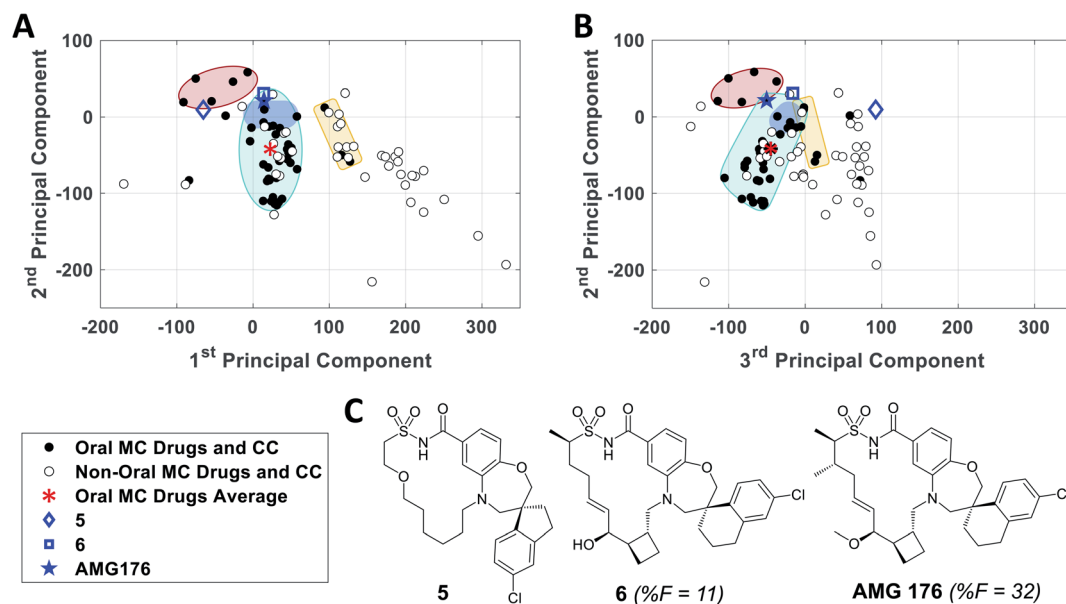 A
B
100
0
-100
-200
-200
-100
0
100
200
300
2nd Principal Component
1st Principal Component
100
0
-100
-200
-200
-100
0
100
200
300
2nd Principal Component
3rd Principal Component
C
Oral MC Drugs and CC
Non-Oral MC Drugs and CC
Oral MC Drugs Average
5
6
AMG176
O O
S
O
NH
O
O
N
Cl
5
O O
S
O
NH
O
N
HO
Cl
6 (%F = 11)
O O
S
O
NH
O
N
O
Cl
AMG 176 (%F = 32)